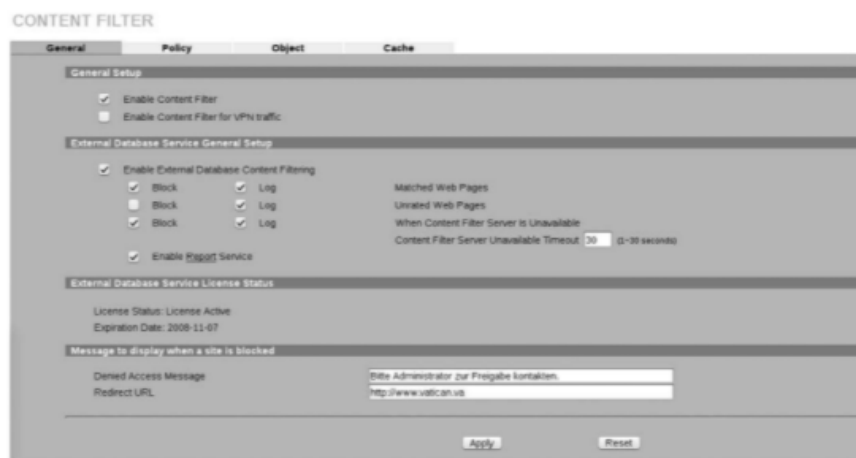 CONTENT FILTER
General Policy Object Cache
General Setup
Enable Content Filter
Enable Content Filter for VPN traffic
External Database Service General Setup
Enable External Database Content Filtering
Block Log Matched Web Pages
Block Log Unrated Web Pages
Block Log When Content Filter Server is Unavailable
Content Filter Server Unavailable Timeout 30 (1~30 seconds)
Enable Report Service
External Database Service License Status
License Status: License Active
Expiration Date: 2008-11-07
Message to display when a site is blocked
Denied Access Message Bitte Administrator zur Freigabe kontakten.
Redirect URL http://www.vatican.va
Apply Reset